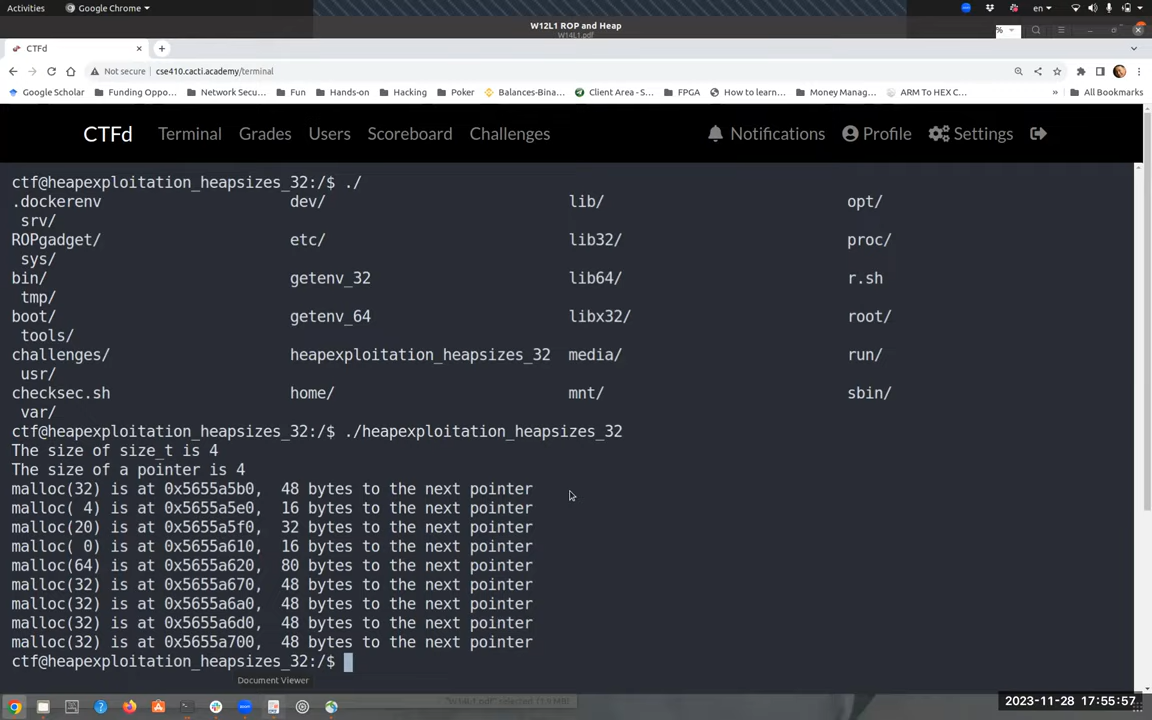 Activities
Google Chrome
en
W12L1 ROP and Heap
W14L1.pdf
%
CTFd
Not secure
cse410.cacti.academy/terminal
Google Scholar
Funding Oppo...
Network Secu...
Fun
Hands-on
Hacking
Poker
Balances-Bina...
Client Area - S...
FPGA
How to learn...
Money Manag...
ARM To HEX C...
»
All Bookmarks
CTFd
Terminal
Grades
Users
Scoreboard
Challenges
Notifications
Profile
Settings
ctf@heapexploitation_heapsizes_32:/$ ./
.dockerenv dev/ lib/ opt/
srv/
ROPgadget/ etc/ lib32/ proc/
sys/
bin/ getenv_32 lib64/ r.sh
tmp/
boot/ getenv_64 libx32/ root/
tools/
challenges/ heapexploitation_heapsizes_32 media/ run/
usr/
checksec.sh home/ mnt/ sbin/
var/
ctf@heapexploitation_heapsizes_32:/$ ./heapexploitation_heapsizes_32
The size of size_t is 4
The size of a pointer is 4
malloc(32) is at 0x5655a5b0,  48 bytes to the next pointer
malloc( 4) is at 0x5655a5e0,  16 bytes to the next pointer
malloc(20) is at 0x5655a5f0,  32 bytes to the next pointer
malloc( 0) is at 0x5655a610,  16 bytes to the next pointer
malloc(64) is at 0x5655a620,  80 bytes to the next pointer
malloc(32) is at 0x5655a670,  48 bytes to the next pointer
malloc(32) is at 0x5655a6a0,  48 bytes to the next pointer
malloc(32) is at 0x5655a6d0,  48 bytes to the next pointer
malloc(32) is at 0x5655a700,  48 bytes to the next pointer
ctf@heapexploitation_heapsizes_32:/$
Document Viewer
"W14L1.pdf" selected (1.9 MB)
2023-11-28 17:55:57